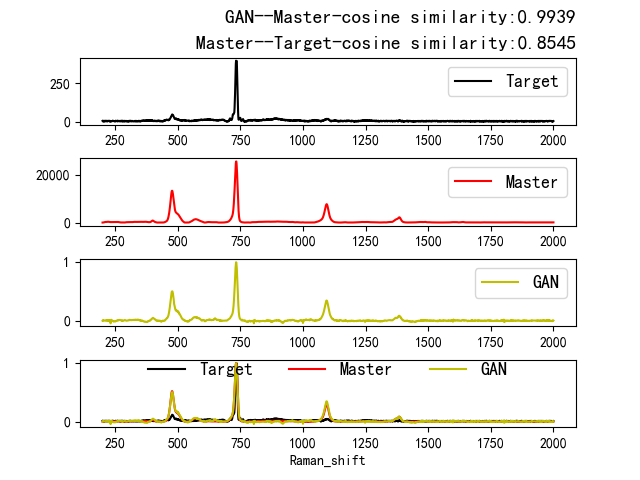 GAN--Master-cosine similarity:0.9939
Master--Target-cosine similarity:0.8545
250
0
Target
250 500 750 1000 1250 1500 1750 2000
20000
0
Master
250 500 750 1000 1250 1500 1750 2000
1
0
GAN
250 500 750 1000 1250 1500 1750 2000
1
0
Target Master GAN
250 500 750 1000 1250 1500 1750 2000
Raman_shift